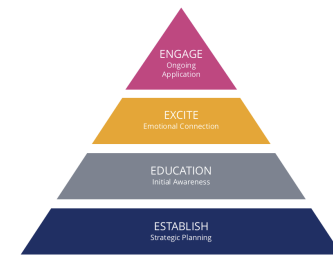 ENGAGE
Ongoing
Application
EXCITE
Emotional Connection
EDUCATION
Initial Awareness
ESTABLISH
Strategic Planning